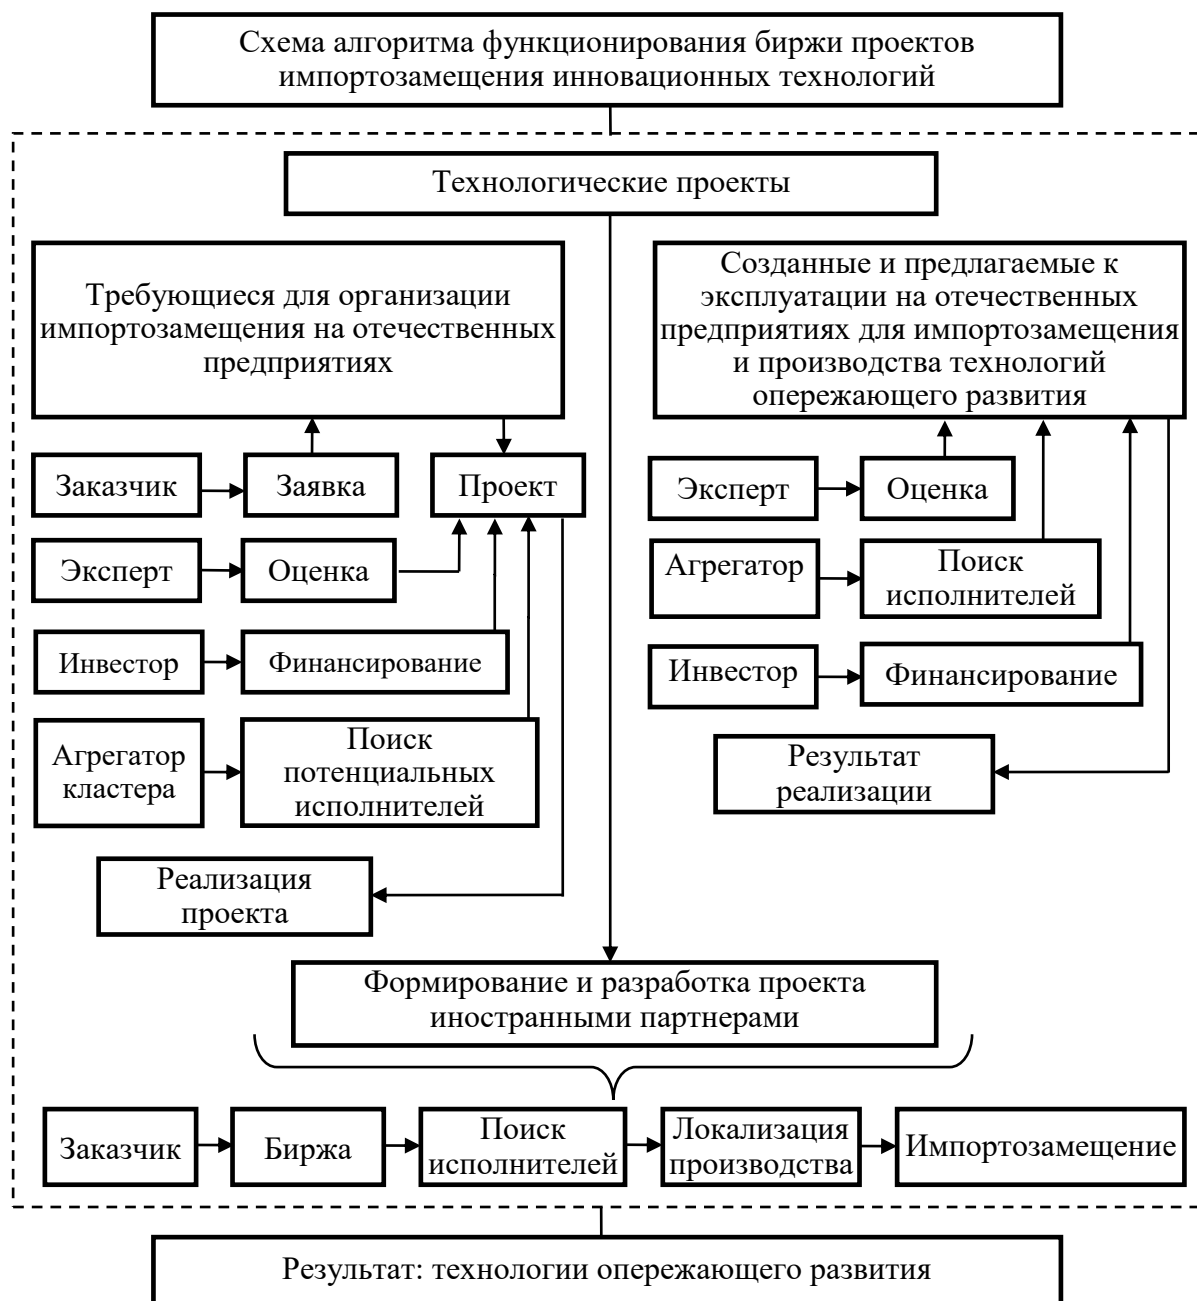 Схема алгоритма функционирования биржи проектов
импортозамещения инновационных технологий
Технологические проекты
Требующиеся для организации
импортозамещения на отечественных
предприятиях
Заказчик
Заявка
Проект
Эксперт
Оценка
Инвестор
Финансирование
Агрегатор
кластера
Поиск
потенциальных
исполнителей
Реализация
проекта
Созданные и предлагаемые к
эксплуатации на отечественных
предприятиях для импортозамещения
и производства технологий
опережающего развития
Эксперт
Оценка
Агрегатор
Поиск
исполнителей
Инвестор
Финансирование
Результат
реализации
Формирование и разработка проекта
иностранными партнерами
Заказчик
Биржа
Поиск
исполнителей
Локализация
производства
Импортозамещение
Результат: технологии опережающего развития